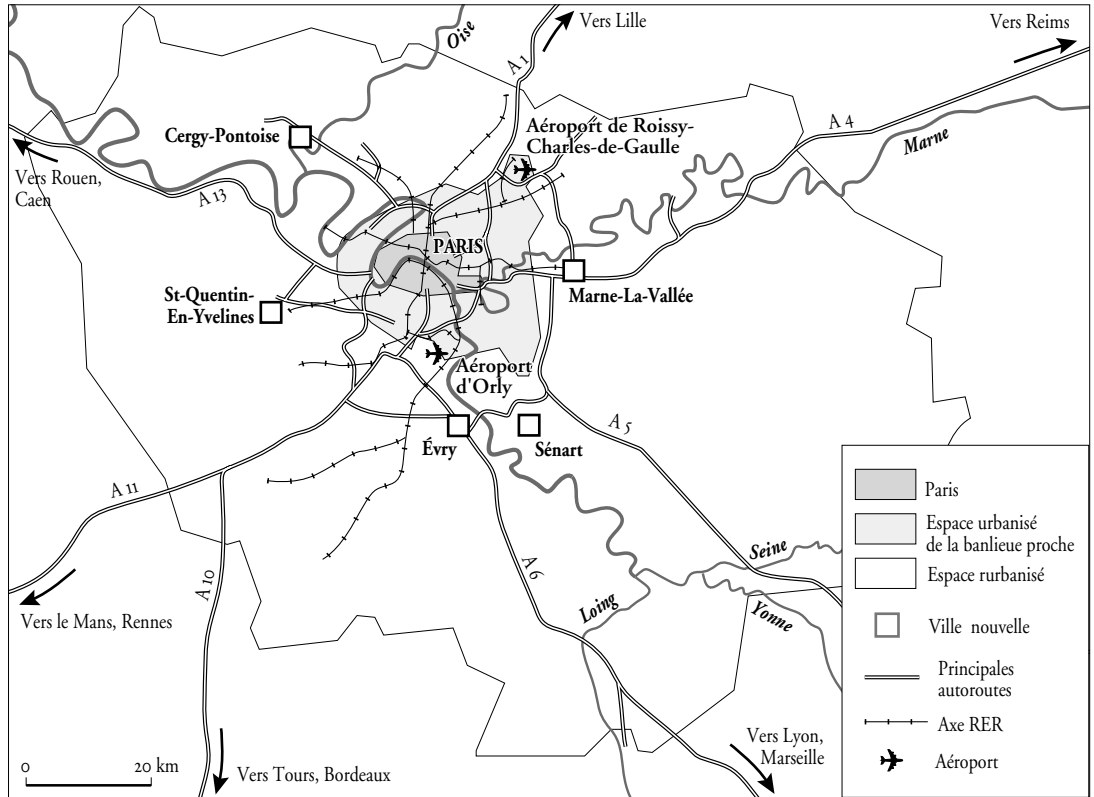 Vers Lille
Vers Reims
Oise
A 1
A 4
Marne
Cergy-Pontoise
Aéroport de Roissy-
Charles-de-Gaulle
Vers Rouen,
Caen
A 13
PARIS
St-Quentin-
En-Yvelines
Marne-La-Vallée
Aéroport
d'Orly
Évry
Sénart
A 5
A 11
A 10
A 6
Seine
Loing
Yonne
Vers le Mans, Rennes
Vers Tours, Bordeaux
Vers Lyon,
Marseille
0 20 km
Paris
Espace urbanisé
de la banlieue proche
Espace rurbanisé
Ville nouvelle
Principales
autoroutes
Axe RER
Aéroport